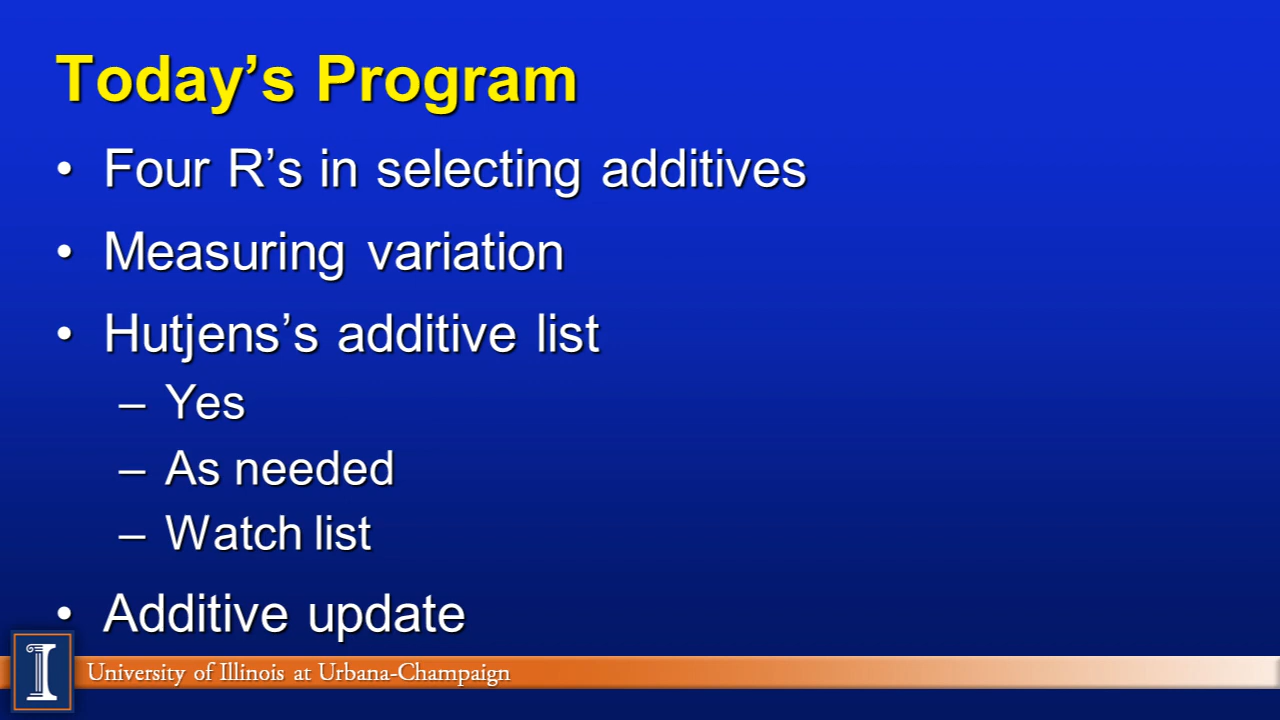 Today’s Program
• Four R’s in selecting additives
• Measuring variation
• Hutjens’s additive list
– Yes
– As needed
– Watch list
• Additive update
I
University of Illinois at Urbana-Champaign